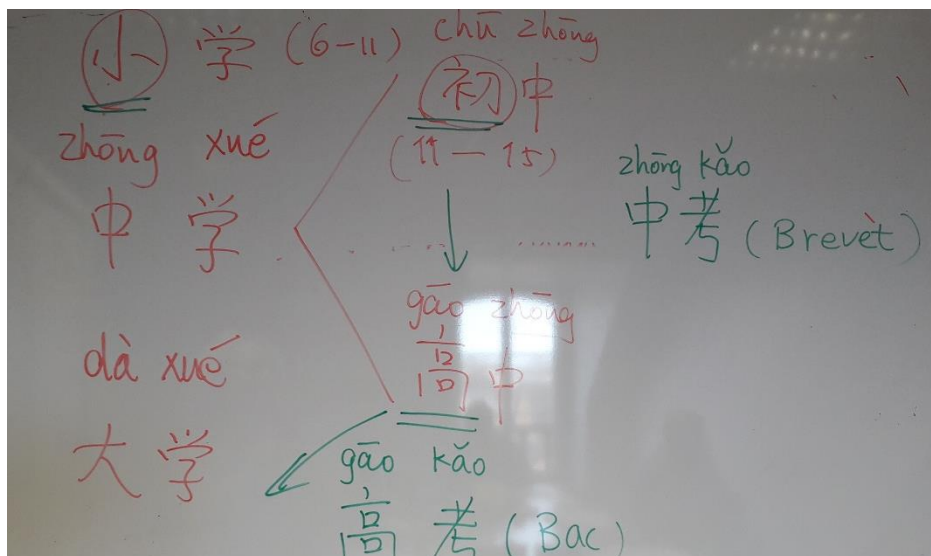 小学 (6-11)
zhōng xué
中学
dà xué
大学
chū zhōng
初中
(11-15)
gāo zhōng
高中
zhōng kǎo
中考 (Brevèt)
gāo kǎo
高考 (Bac)